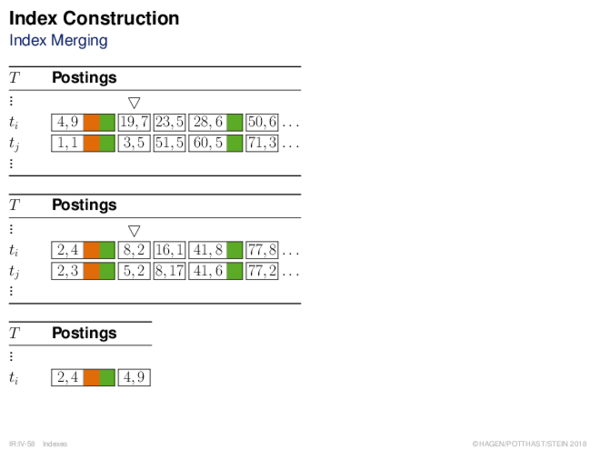 Index Construction
Index Merging
T Postings
⋮ ▽
t_i 4, 9 19, 7 23, 5 28, 6 50, 6 ...
t_j 1, 1 3, 5 51, 5 60, 5 71, 3 ...
⋮
T Postings
⋮ ▽
t_i 2, 4 8, 2 16, 1 41, 8 77, 8 ...
t_j 2, 3 5, 2 8, 17 41, 6 77, 2 ...
⋮
T Postings
⋮
t_i 2, 4 4, 9
IR:IV-58 Indexes ©HAGEN/POTTHAST/STEIN 2018